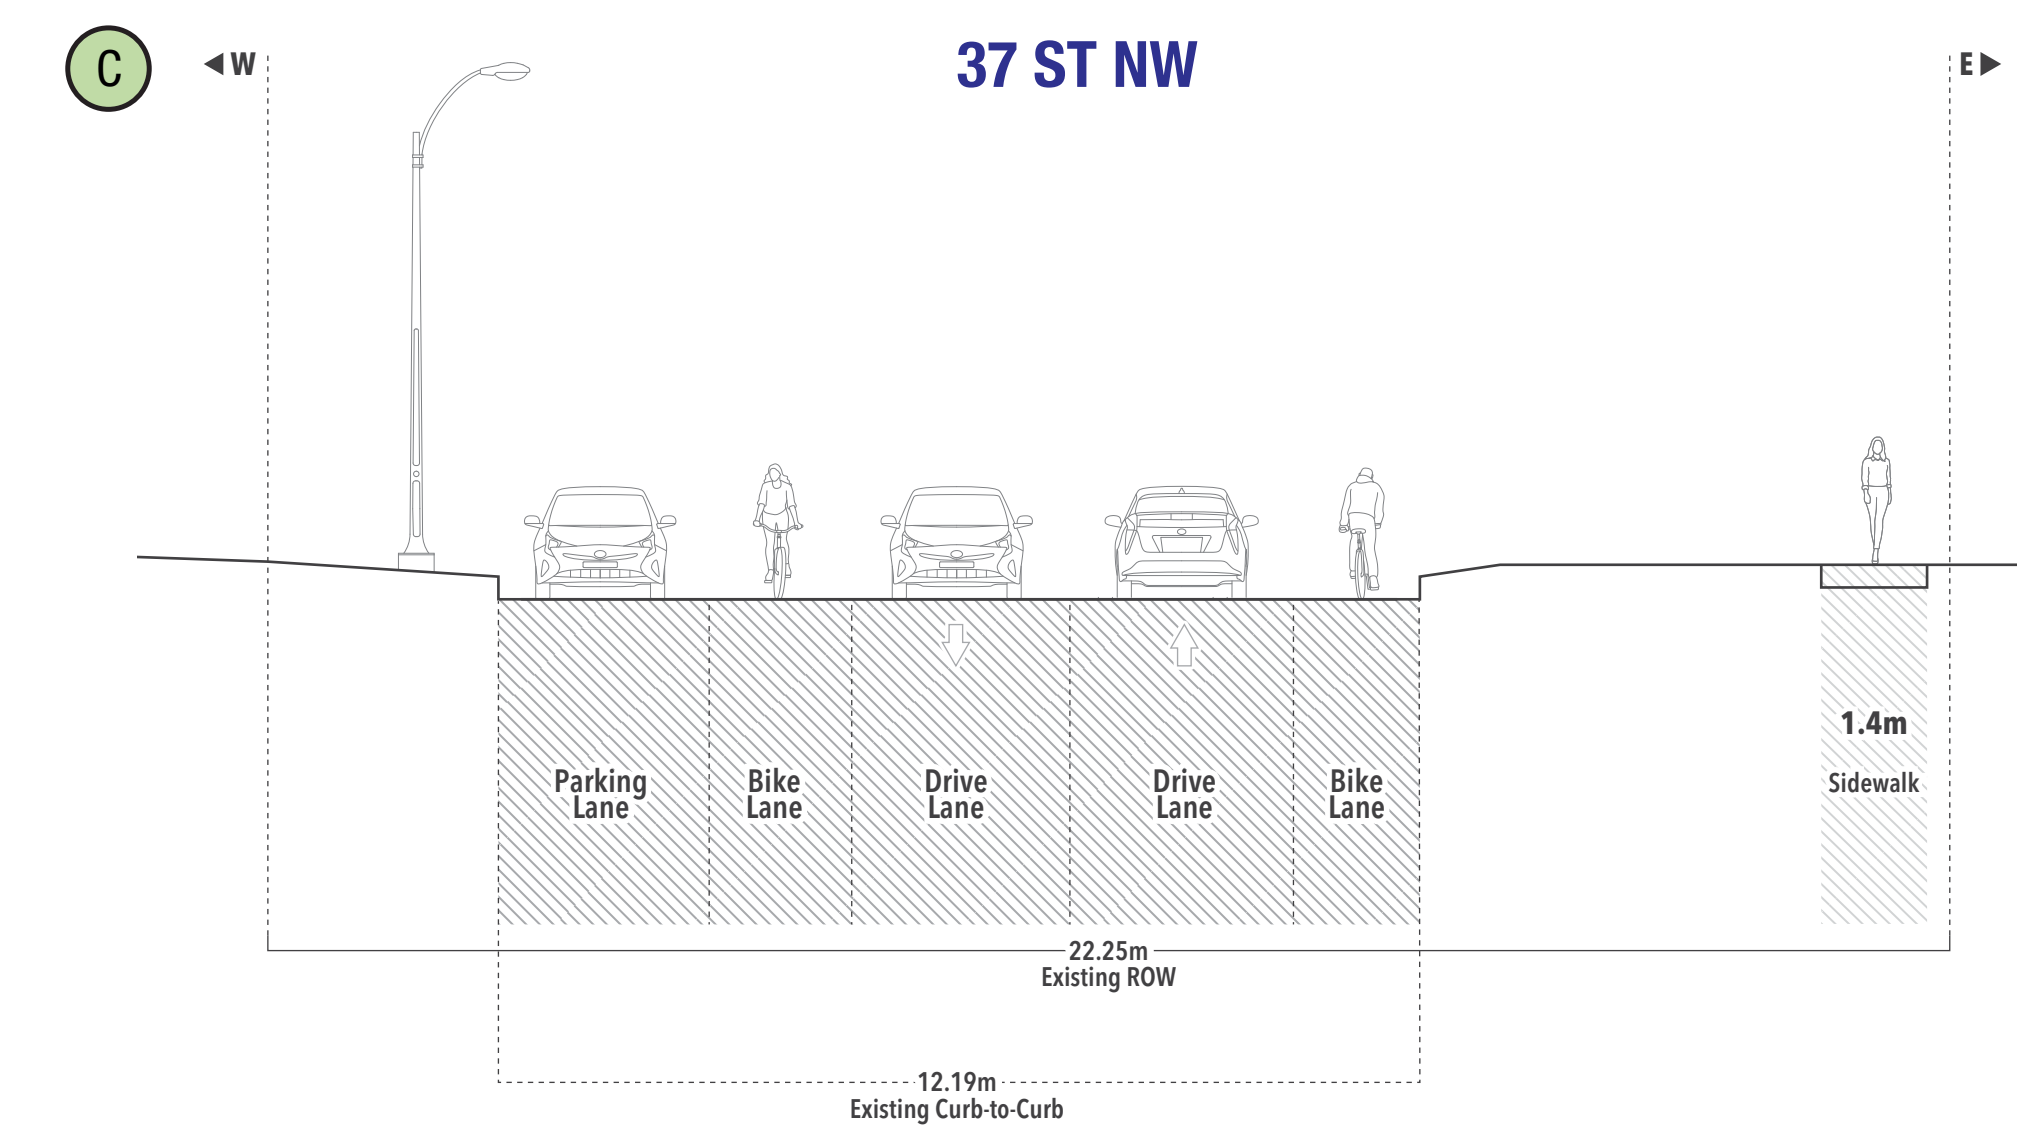 C
W
37 ST NW
E
Parking
Lane
Bike
Lane
Drive
Lane
Drive
Lane
Bike
Lane
1.4m
Sidewalk
22.25m
Existing ROW
12.19m
Existing Curb-to-Curb